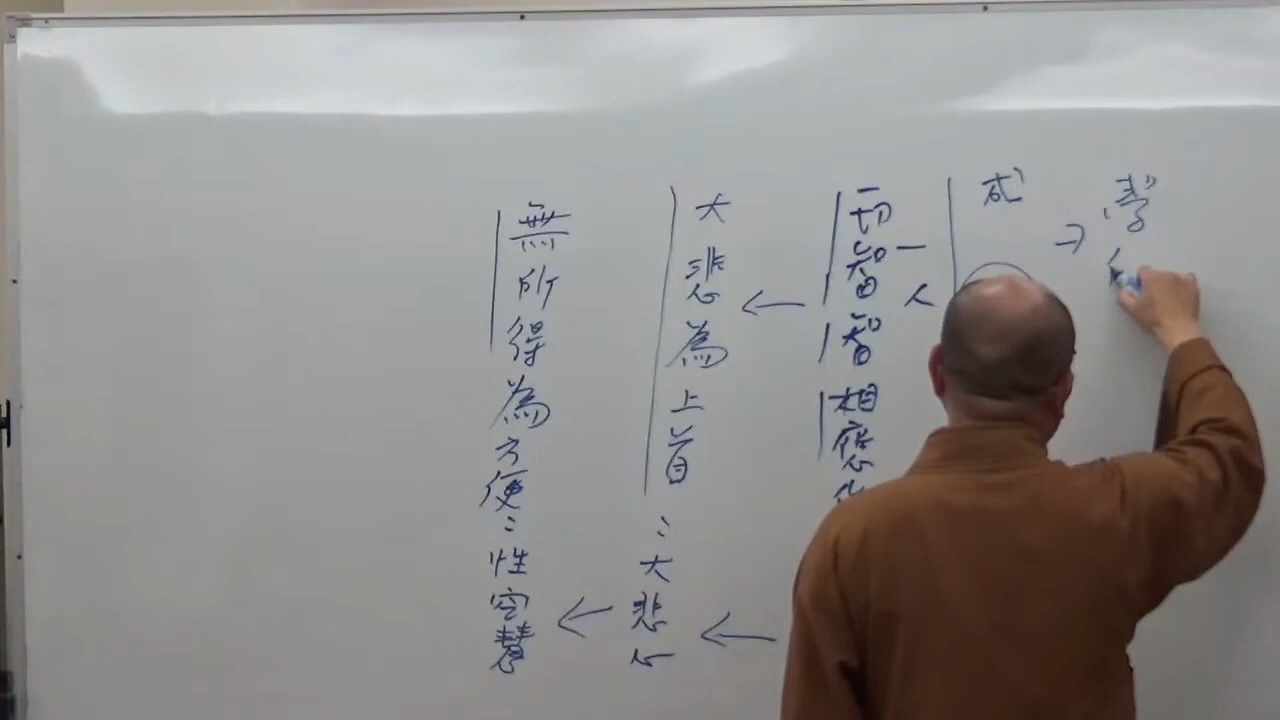 學
成
一人
一切智智相應
大悲為上首:大悲心
無所得為方便:性空慧